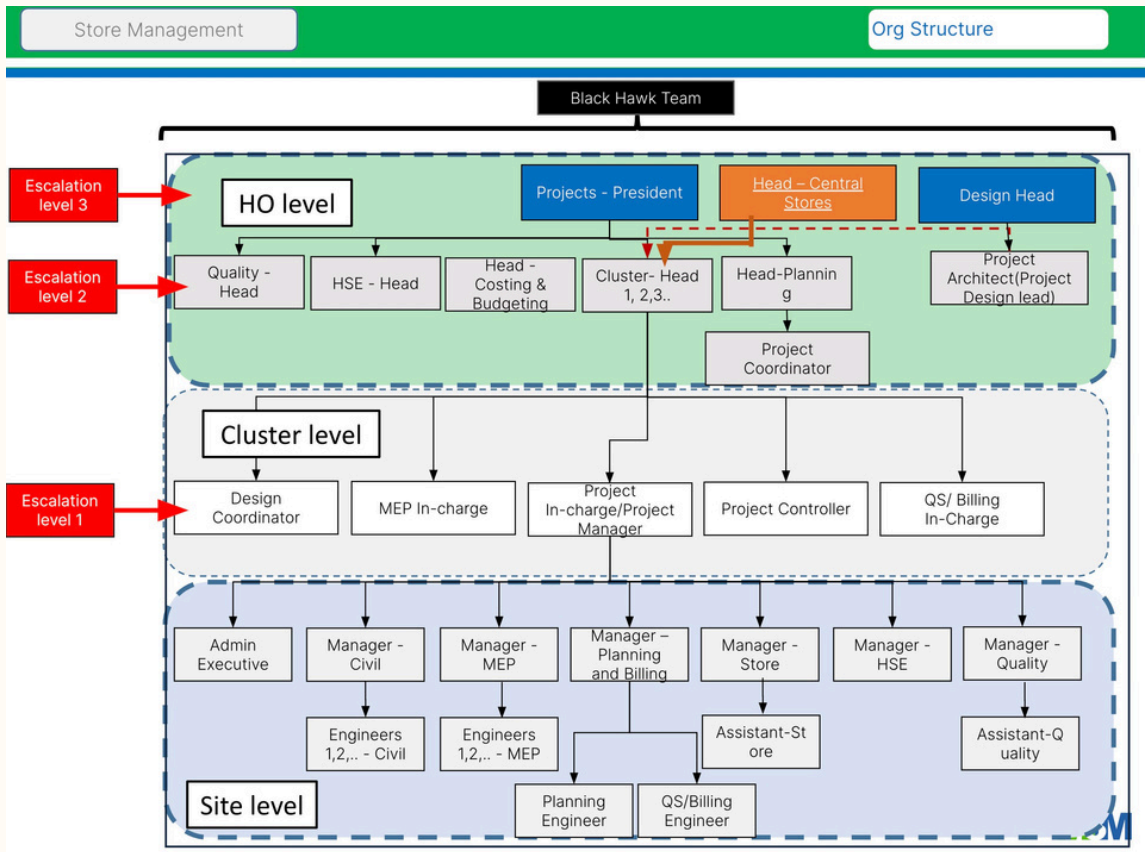 Store Management
Org Structure
Black Hawk Team
Escalation
level 3
HO level
Projects - President
Head – Central
Stores
Design Head
Escalation
level 2
Quality -
Head
HSE - Head
Head -
Costing &
Budgeting
Cluster- Head
1, 2,3..
Head-Plannin
g
Project
Architect(Project
Design lead)
Project
Coordinator
Cluster level
Escalation
level 1
Design
Coordinator
MEP In-charge
Project
In-charge/Project
Manager
Project Controller
QS/ Billing
In-Charge
Admin
Executive
Manager -
Civil
Manager -
MEP
Manager –
Planning
and Billing
Manager -
Store
Manager -
HSE
Manager -
Quality
Engineers
1,2,.. - Civil
Engineers
1,2,.. - MEP
Assistant-St
ore
Assistant-Q
uality
Site level
Planning
Engineer
QS/Billing
Engineer